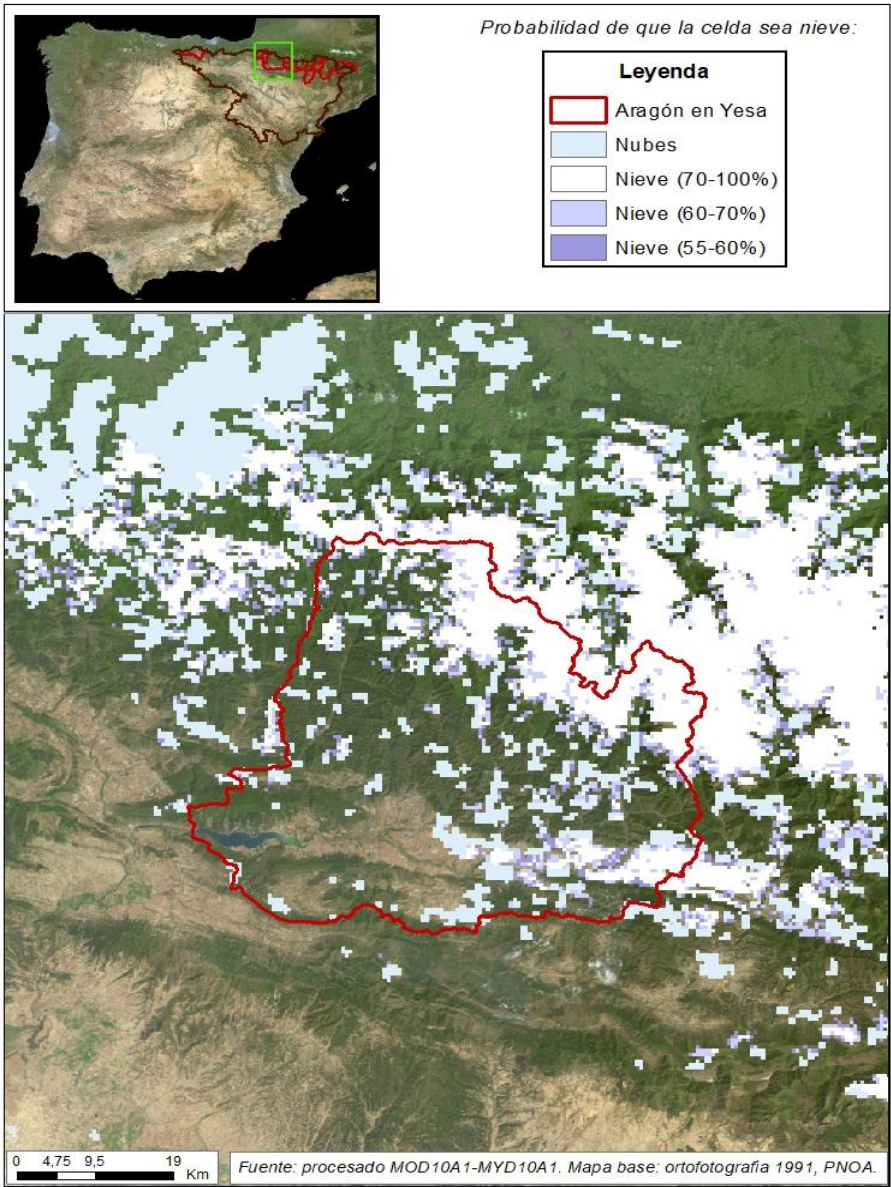 Probabilidad de que la celda sea nieve:
Leyenda
Aragón en Yesa
Nubes
Nieve (70-100%)
Nieve (60-70%)
Nieve (55-60%)
0 4,75 9,5 19
Km
Fuente: procesado MOD10A1-MYD10A1. Mapa base: ortofotografía 1991, PNOA.